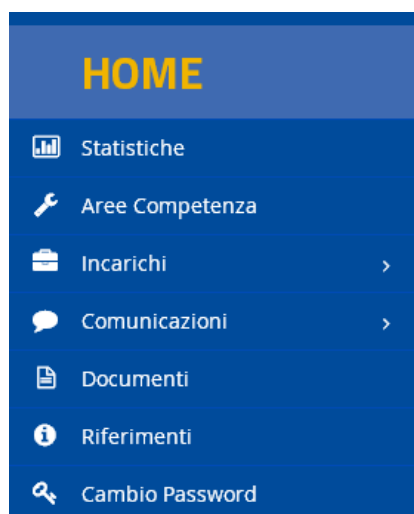 HOME
Statistiche
Aree Competenza
Incarichi
Comunicazioni
Documenti
Riferimenti
Cambio Password